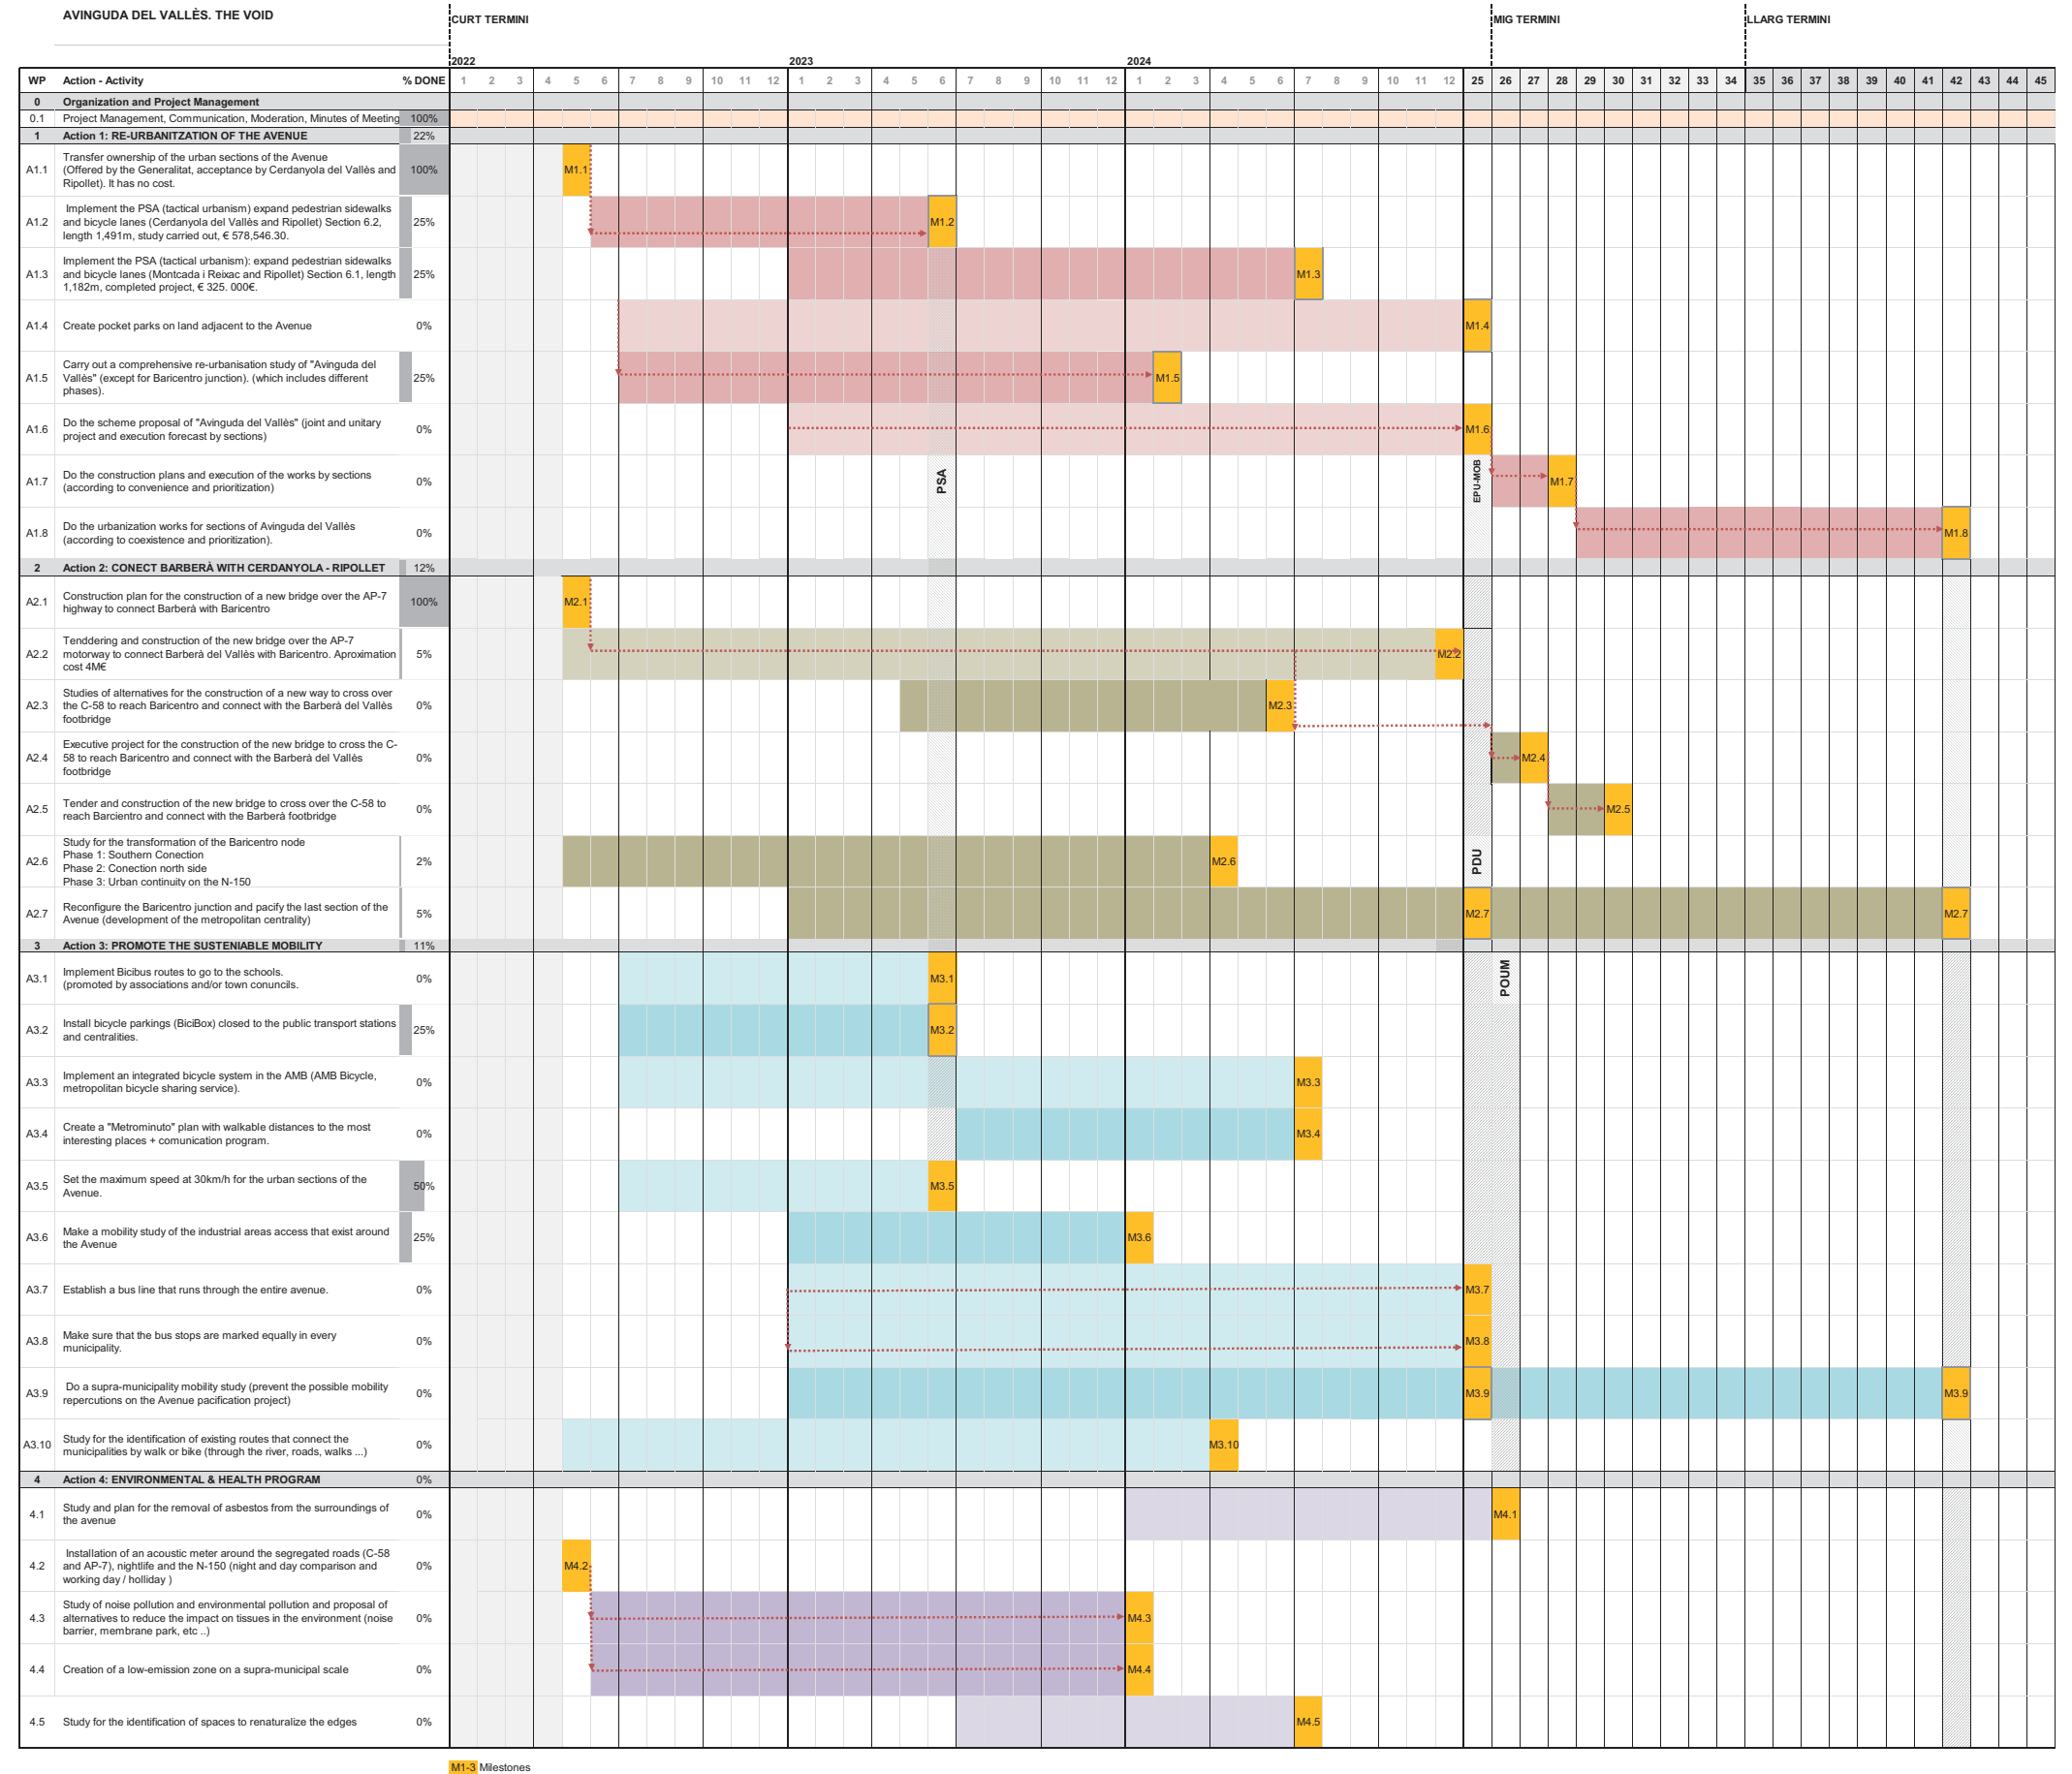 AVINGUDA DEL VALLÈS. THE VOID
CURT TERMINI
MIG TERMINI
LLARG TERMINI
2022
2023
2024
WP Action - Activity % DONE 1 2 3 4 5 6 7 8 9 10 11 12 1 2 3 4 5 6 7 8 9 10 11 12 1 2 3 4 5 6 7 8 9 10 11 12 25 26 27 28 29 30 31 32 33 34 35 36 37 38 39 40 41 42 43 44 45
0 Organization and Project Management
0.1 Project Management, Communication, Moderation, Minutes of Meeting 100%
1 Action 1: RE-URBANITZATION OF THE AVENUE 22%
A1.1 Transfer ownership of the urban sections of the Avenue
(Offered by the Generalitat, acceptance by Cerdanyola del Vallès and
Ripollet). It has no cost.
100%
M1.1
A1.2 Implement the PSA (tactical urbanism) expand pedestrian sidewalks
and bicycle lanes (Cerdanyola del Vallès and Ripollet) Section 6.2,
length 1,491m, study carried out, € 578,546.30.
25%
M1.2
A1.3 Implement the PSA (tactical urbanism): expand pedestrian sidewalks
and bicycle lanes (Montcada i Reixac and Ripollet) Section 6.1, length
1,182m, completed project, € 325. 000€.
25%
M1.3
A1.4 Create pocket parks on land adjacent to the Avenue 0% M1.4
A1.5 Carry out a comprehensive re-urbanisation study of "Avinguda del
Vallès" (except for Baricentro junction). (which includes different
phases).
25%
M1.5
A1.6 Do the scheme proposal of "Avinguda del Vallès" (joint and unitary
project and execution forecast by sections)
0%
M1.6
PSA
EPU-MOB
A1.7 Do the construction plans and execution of the works by sections
(according to convenience and prioritization)
0%
M1.7
A1.8 Do the urbanization works for sections of Avinguda del Vallès
(according to coexistence and prioritization).
0%
M1.8
2 Action 2: CONECT BARBERÀ WITH CERDANYOLA - RIPOLLET 12%
A2.1 Construction plan for the construction of a new bridge over the AP-7
highway to connect Barberà with Baricentro
100%
M2.1
A2.2 Tenddering and construction of the new bridge over the AP-7
motorway to connect Barberà del Vallès with Baricentro. Aproximation
cost 4M€
5%
M2.2
A2.3 Studies of alternatives for the construction of a new way to cross over
the C-58 to reach Baricentro and connect with the Barberà del Vallès
footbridge
0%
M2.3
A2.4 Executive project for the construction of the new bridge to cross the C-
58 to reach Baricentro and connect with the Barberà del Vallès
footbridge
0%
M2.4
A2.5 Tender and construction of the new bridge to cross over the C-58 to
reach Barcientro and connect with the Barberà footbridge
0%
M2.5
A2.6 Study for the transformation of the Baricentro node
Phase 1: Southern Conection
Phase 2: Conection north side
Phase 3: Urban continuity on the N-150
2%
M2.6
PDU
A2.7 Reconfigure the Baricentro junction and pacify the last section of the
Avenue (development of the metropolitan centrality)
5%
M2.7
M2.7
3 Action 3: PROMOTE THE SUSTENIABLE MOBILITY 11%
A3.1 Implement Bicibus routes to go to the schools.
(promoted by associations and/or town conuncils.
0%
M3.1
POUM
A3.2 Install bicycle parkings (BiciBox) closed to the public transport stations
and centralities.
25%
M3.2
A3.3 Implement an integrated bicycle system in the AMB (AMB Bicycle,
metropolitan bicycle sharing service).
0%
M3.3
A3.4 Create a "Metrominuto" plan with walkable distances to the most
interesting places + comunication program.
0%
M3.4
A3.5 Set the maximum speed at 30km/h for the urban sections of the
Avenue.
50%
M3.5
A3.6 Make a mobility study of the industrial areas access that exist around
the Avenue
25%
M3.6
A3.7 Establish a bus line that runs through the entire avenue. 0% M3.7
A3.8 Make sure that the bus stops are marked equally in every
municipality.
0%
M3.8
A3.9 Do a supra-municipality mobility study (prevent the possible mobility
repercutions on the Avenue pacification project)
0%
M3.9
M3.9
A3.10 Study for the identification of existing routes that connect the
municipalities by walk or bike (through the river, roads, walks ...)
0%
M3.10
4 Action 4: ENVIRONMENTAL & HEALTH PROGRAM 0%
4.1 Study and plan for the removal of asbestos from the surroundings of
the avenue
0%
M4.1
4.2 Installation of an acoustic meter around the segregated roads (C-58
and AP-7), nightlife and the N-150 (night and day comparison and
working day / holliday )
0%
M4.2
4.3 Study of noise pollution and environmental pollution and proposal of
alternatives to reduce the impact on tissues in the environment (noise
barrier, membrane park, etc ..)
0%
M4.3
4.4 Creation of a low-emission zone on a supra-municipal scale 0% M4.4
4.5 Study for the identification of spaces to renaturalize the edges 0% M4.5
M1-3 Milestones